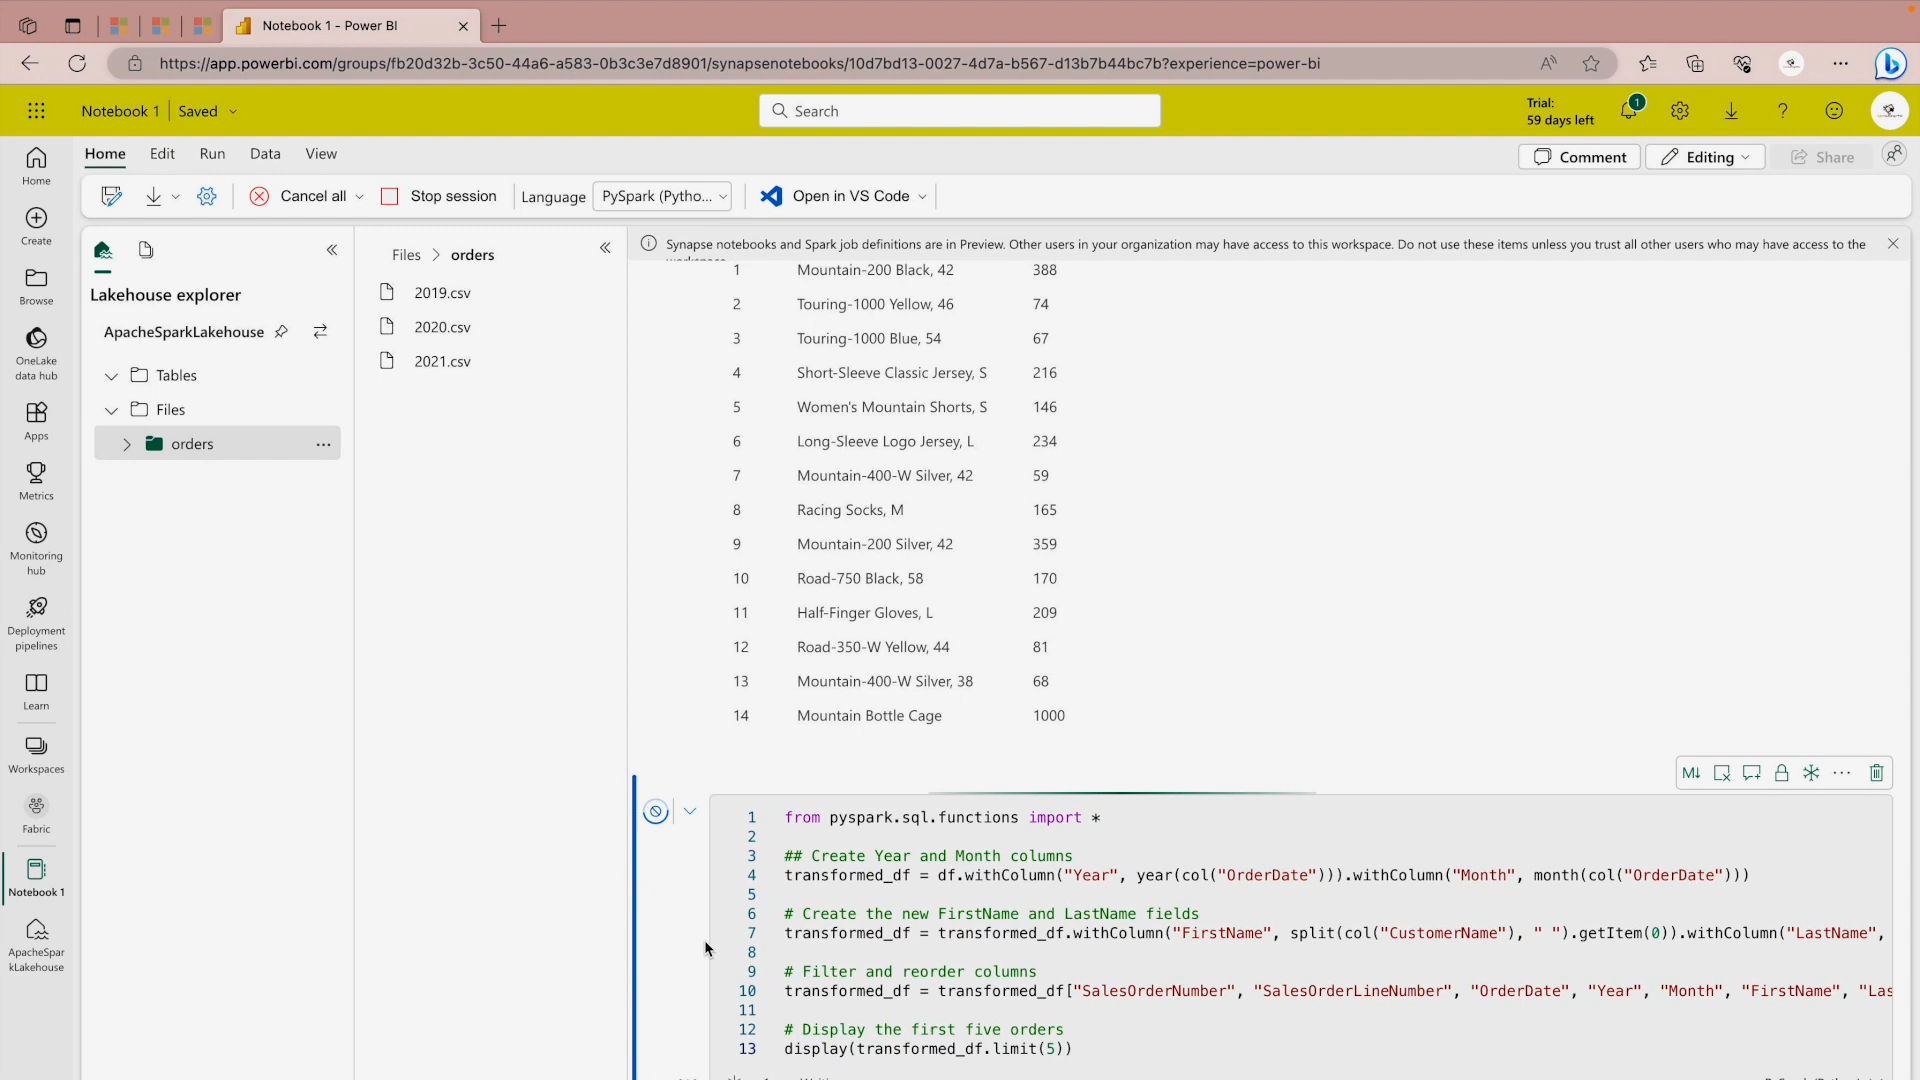 Notebook 1 - Power BI
https://app.powerbi.com/groups/fb20d32b-3c50-44a6-a583-0b3c3e7d8901/synapsenotebooks/10d7bd13-0027-4d7a-b567-d13b7b44bc7b?experience=power-bi
Notebook 1 | Saved
Search
Trial:
59 days left
1
Home Edit Run Data View
Comment
Editing
Share
Cancel all
Stop session
Language
PySpark (Pytho...
Open in VS Code
Home
Create
Browse
OneLake
data hub
Apps
Metrics
Monitoring
hub
Deployment
pipelines
Learn
Workspaces
Fabric
Notebook 1
ApacheSpar
kLakehouse
Lakehouse explorer
ApacheSparkLakehouse
Tables
Files
orders
Files > orders
2019.csv
2020.csv
2021.csv
Synapse notebooks and Spark job definitions are in Preview. Other users in your organization may have access to this workspace. Do not use these items unless you trust all other users who may have access to the
1 Mountain-200 Black, 42 388
2 Touring-1000 Yellow, 46 74
3 Touring-1000 Blue, 54 67
4 Short-Sleeve Classic Jersey, S 216
5 Women's Mountain Shorts, S 146
6 Long-Sleeve Logo Jersey, L 234
7 Mountain-400-W Silver, 42 59
8 Racing Socks, M 165
9 Mountain-200 Silver, 42 359
10 Road-750 Black, 58 170
11 Half-Finger Gloves, L 209
12 Road-350-W Yellow, 44 81
13 Mountain-400-W Silver, 38 68
14 Mountain Bottle Cage 1000
M↓
1 from pyspark.sql.functions import *
2
3 ## Create Year and Month columns
4 transformed_df = df.withColumn("Year", year(col("OrderDate"))).withColumn("Month", month(col("OrderDate")))
5
6 # Create the new FirstName and LastName fields
7 transformed_df = transformed_df.withColumn("FirstName", split(col("CustomerName"), " ").getItem(0)).withColumn("LastName",
8
9 # Filter and reorder columns
10 transformed_df = transformed_df["SalesOrderNumber", "SalesOrderLineNumber", "OrderDate", "Year", "Month", "FirstName", "Las
11
12 # Display the first five orders
13 display(transformed_df.limit(5))